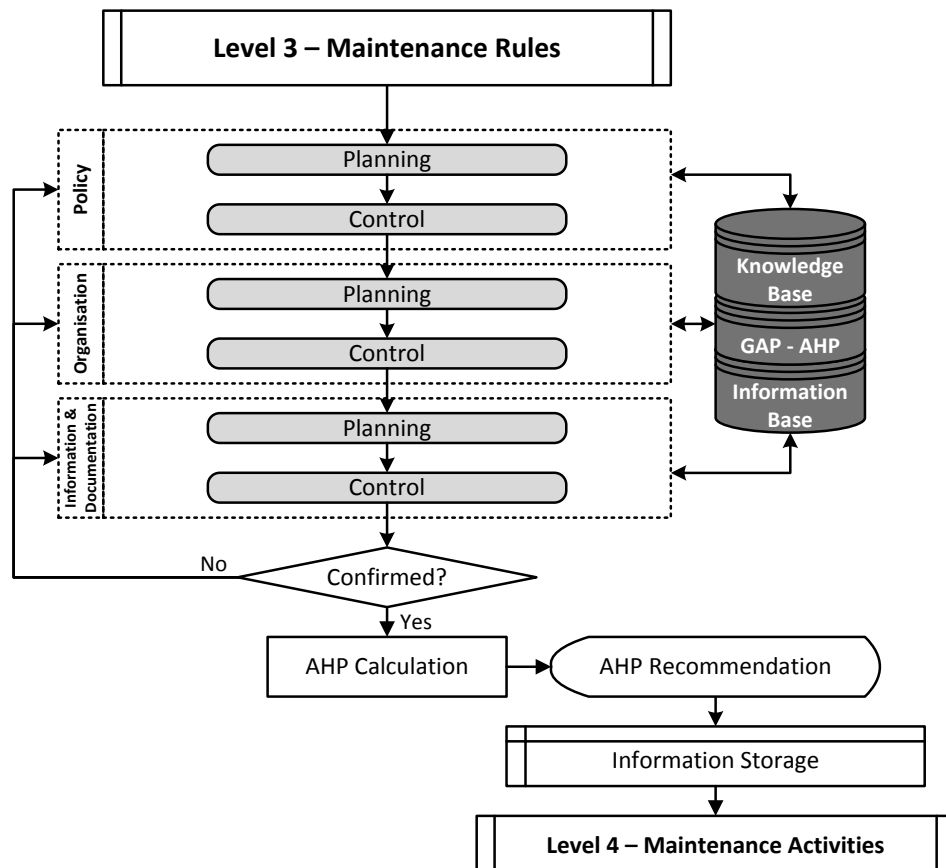 Level 3 – Maintenance Rules
Policy
Planning
Control
Knowledge
Base
GAP - AHP
Information
Base
Organisation
Planning
Control
Information &
Documentation
Planning
Control
No
Confirmed?
Yes
AHP Calculation
AHP Recommendation
Information Storage
Level 4 – Maintenance Activities